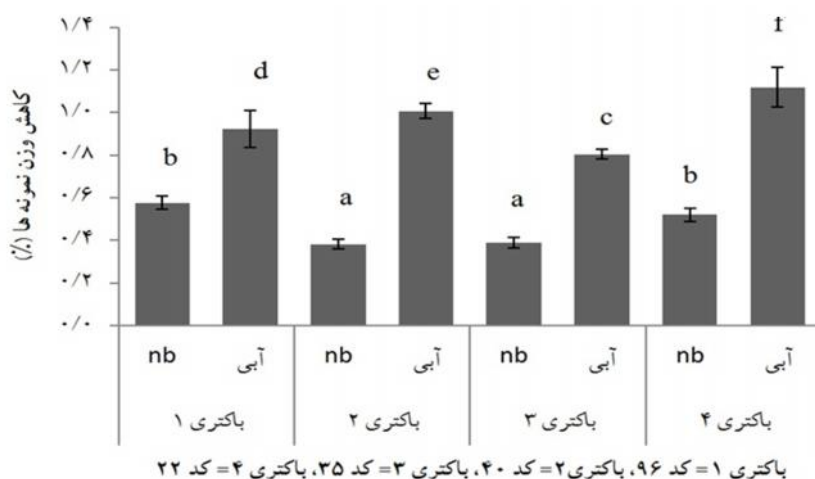 کاهش وزن نمونه ها (%)
۱/۴
۱/۲
۱/۰
۰/۸
۰/۶
۰/۴
۰/۲
۰/۰
b
d
a
e
a
c
b
f
nb آبی nb آبی nb آبی nb آبی
باکتری ۱ باکتری ۲ باکتری ۳ باکتری ۴
باکتری ۱= کد ۹۶، باکتری۲= کد ۴۰، باکتری ۳= کد ۳۵، باکتری ۴= کد ۲۲